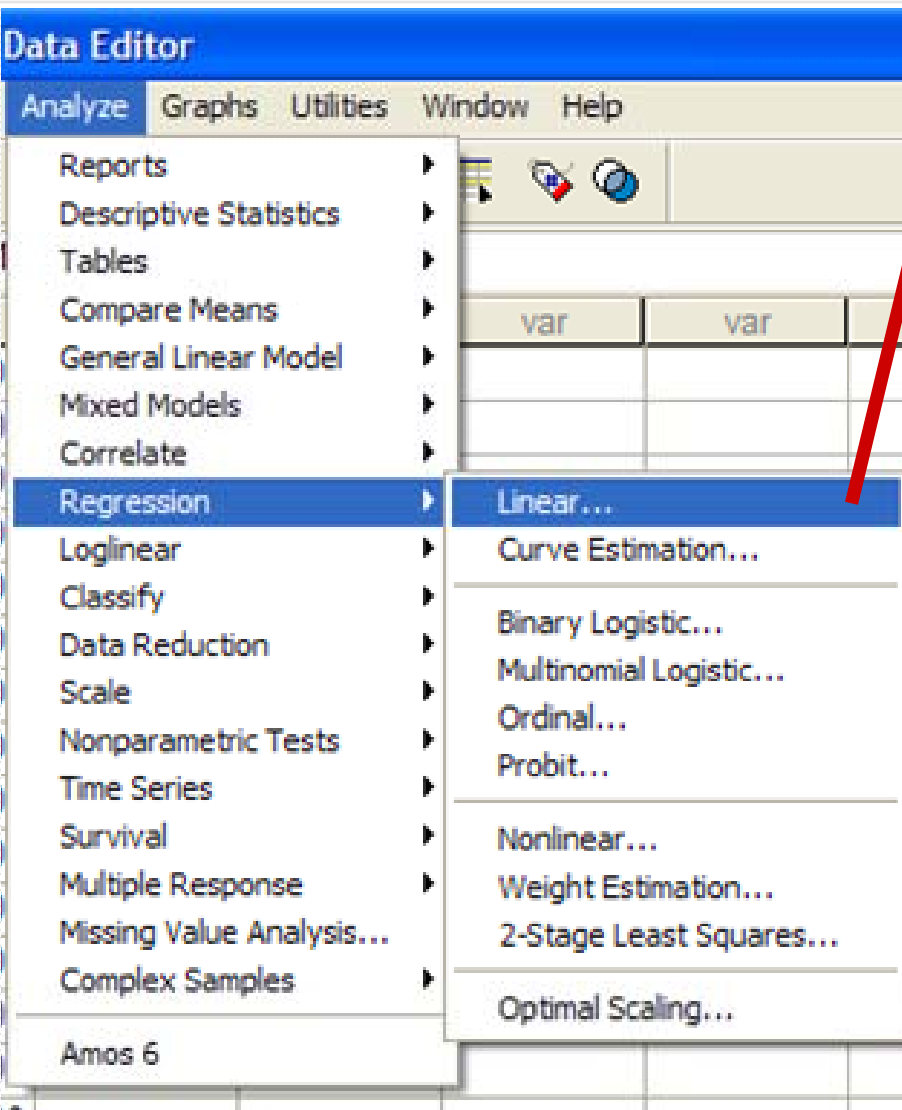 Data Editor
Analyze Graphs Utilities Window Help
Reports
Descriptive Statistics
Tables
Compare Means
General Linear Model
Mixed Models
Correlate
Regression
Loglinear
Classify
Data Reduction
Scale
Nonparametric Tests
Time Series
Survival
Multiple Response
Missing Value Analysis...
Complex Samples
Amos 6
var var
Linear...
Curve Estimation...
Binary Logistic...
Multinomial Logistic...
Ordinal...
Probit...
Nonlinear...
Weight Estimation...
2-Stage Least Squares...
Optimal Scaling...